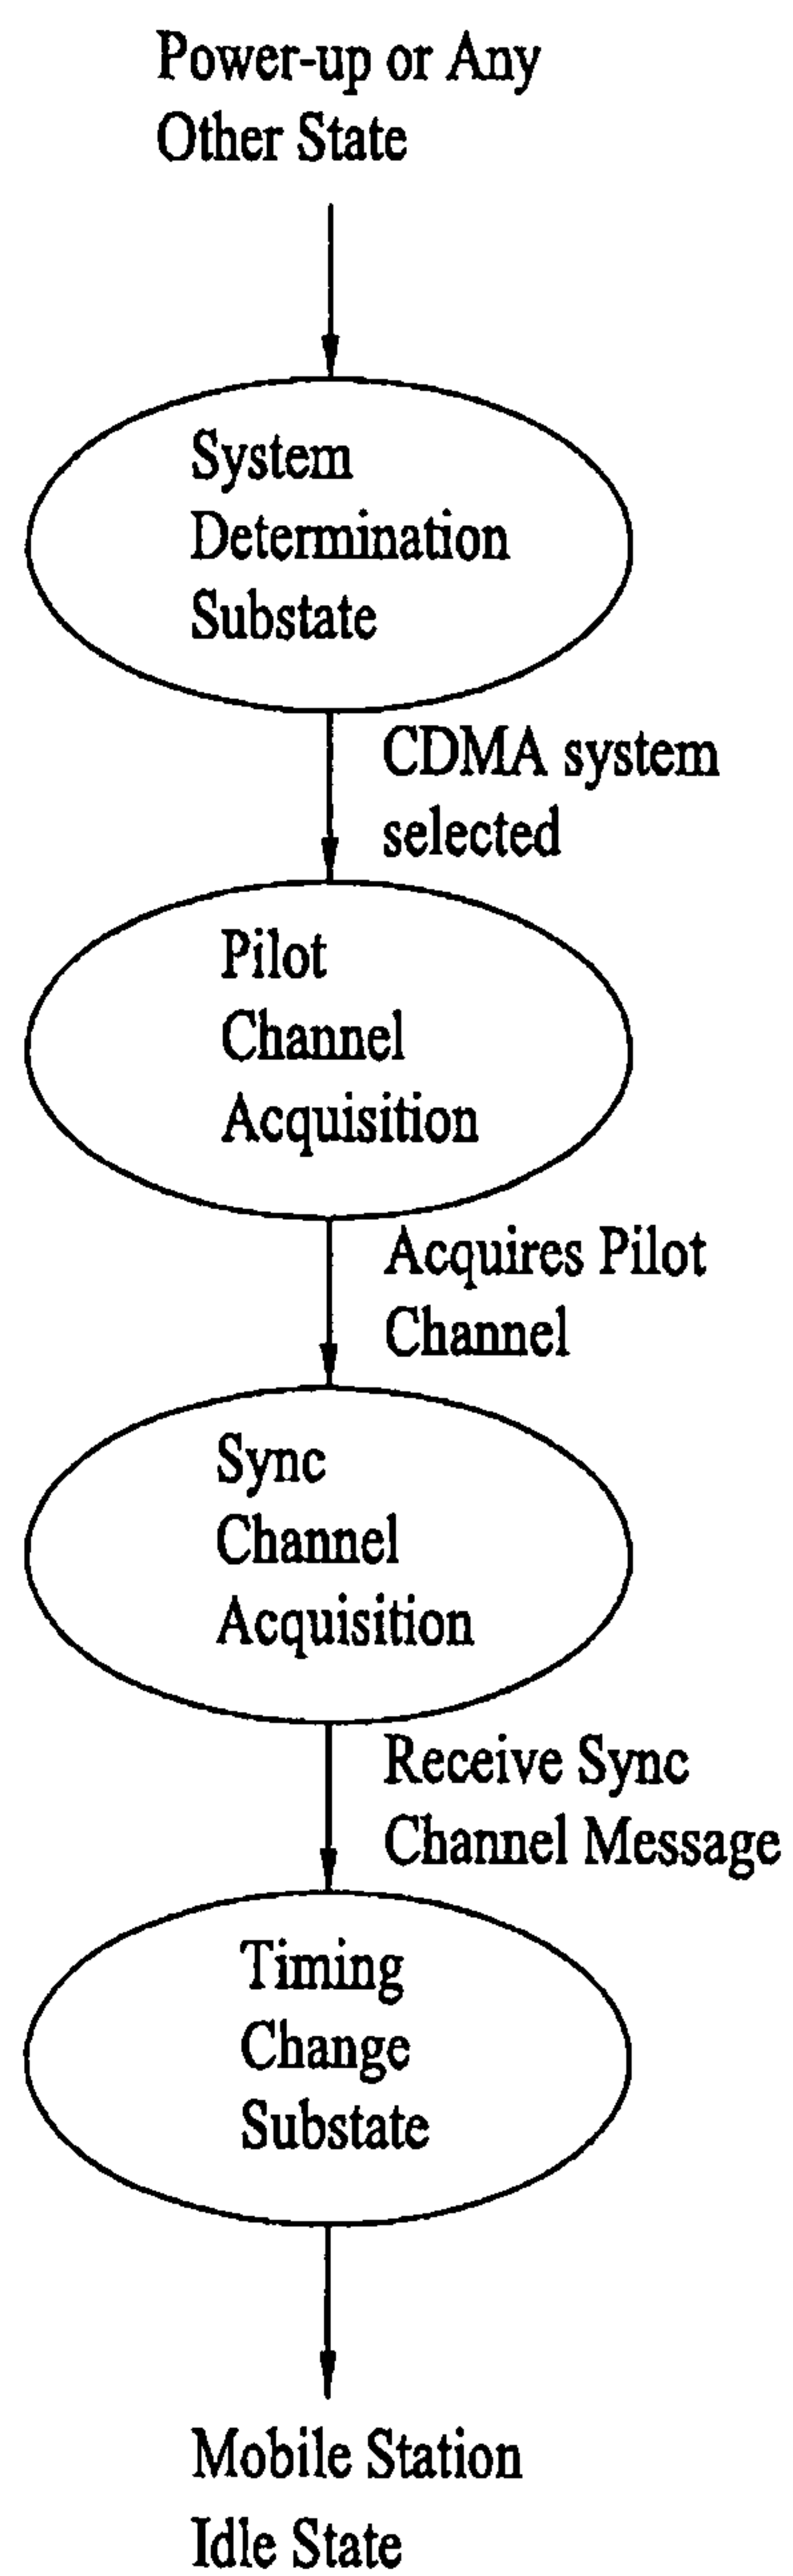 Power-up or Any
Other State
System
Determination
Substate
CDMA system
selected
Pilot
Channel
Acquisition
Acquires Pilot
Channel
Sync
Channel
Acquisition
Receive Sync
Channel Message
Timing
Change
Substate
Mobile Station
Idle State